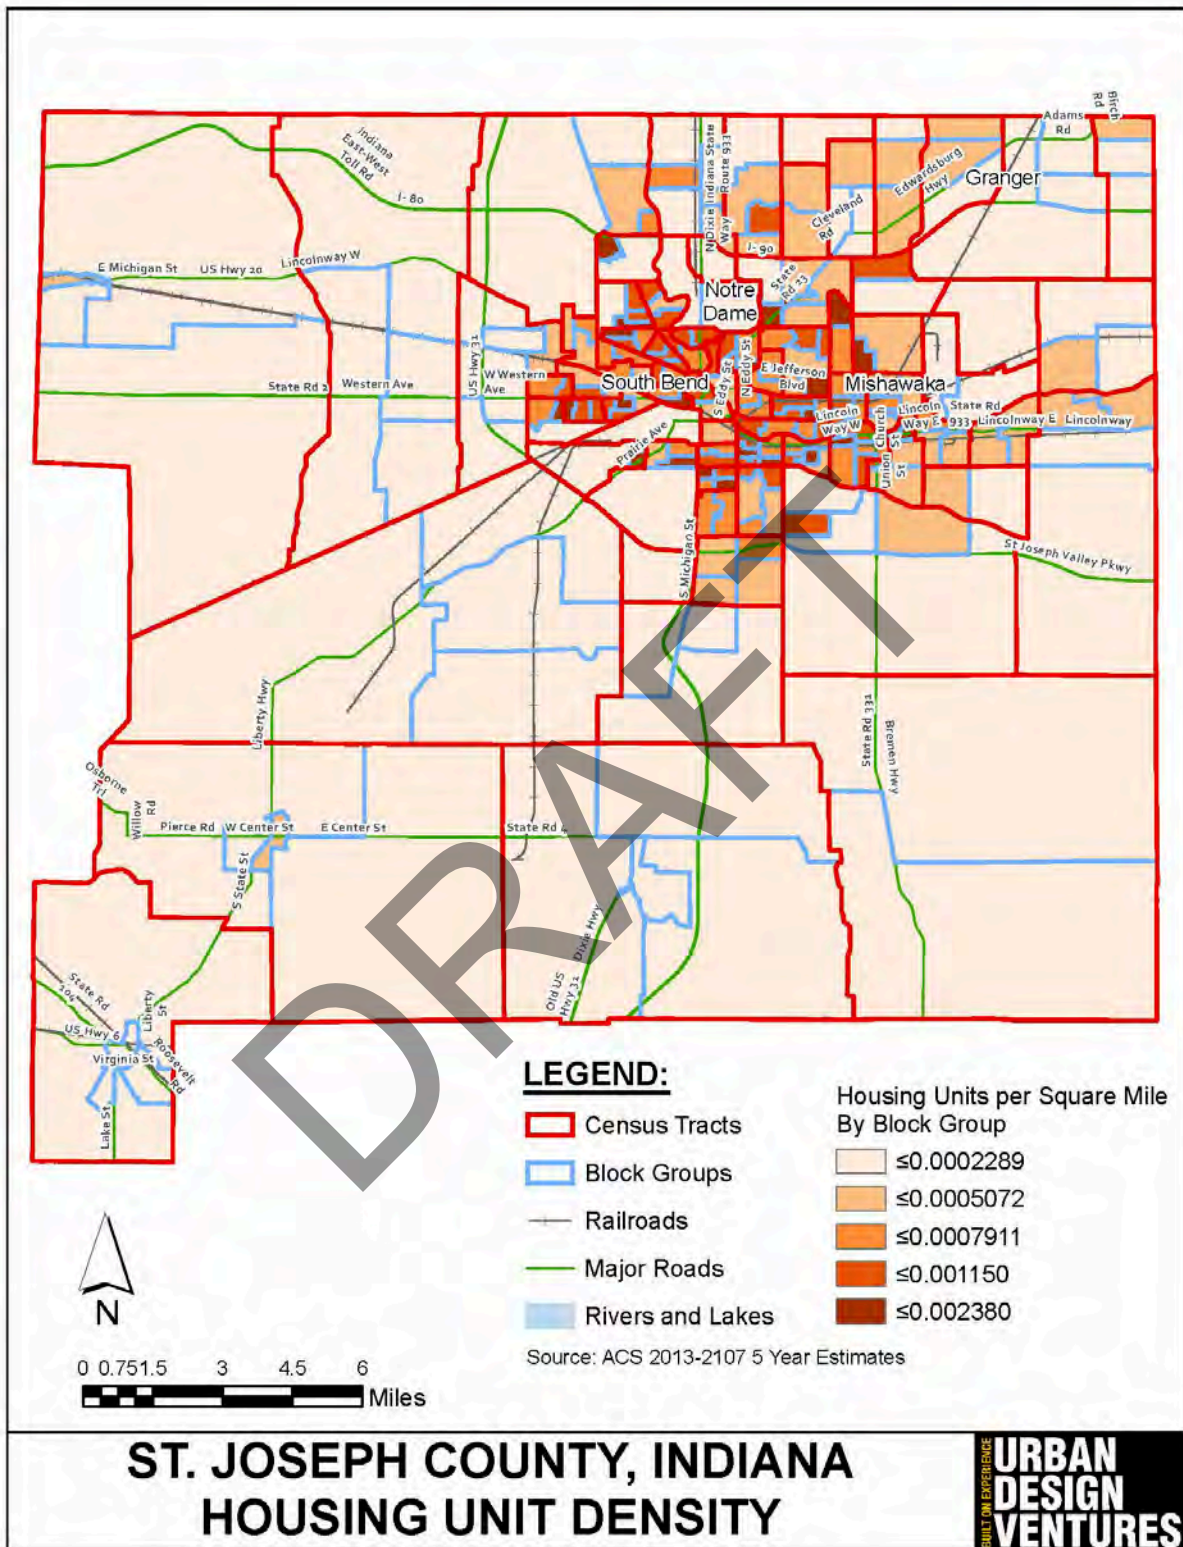 Birch
Rd
Adams
Rd
Indiana
East-West
Toll Rd
N Dixie Indiana State
Way Route 933
Edwardsburg
Hwy
Granger
I- 80
Cleveland
Rd
I- 90
E Michigan St
US Hwy 20
Lincolnway W
State
Rd 23
Notre
Dame
US Hwy 31
W Western
Ave
South Bend
S Eddy St
N Eddy St
E Jefferson
Blvd
Mishawaka
State Rd 2
Western Ave
Lincoln
Way W
Church
Union
St
St
Lincoln
Way E
State Rd
933
Lincolnway E
Lincolnway
Prairie Ave
S Michigan St
St Joseph Valley Pkwy
Liberty Hwy
State Rd 331
Bremen Hwy
Osborne
Trl
Willow
Rd
Pierce Rd
W Center St
E Center St
State Rd 4
S State St
Dixie Hwy
Old US
Hwy 31
State Rd
104
Liberty
St
US Hwy 6
Virginia St
Roosevelt
Rd
Lake St
DRAFT
LEGEND:
Census Tracts
Block Groups
Railroads
Major Roads
Rivers and Lakes
Housing Units per Square Mile
By Block Group
≤0.0002289
≤0.0005072
≤0.0007911
≤0.001150
≤0.002380
Source: ACS 2013-2107 5 Year Estimates
N
0 0.75 1.5 3 4.5 6
Miles
ST. JOSEPH COUNTY, INDIANA
HOUSING UNIT DENSITY
BUILT ON EXPERIENCE
URBAN
DESIGN
VENTURES